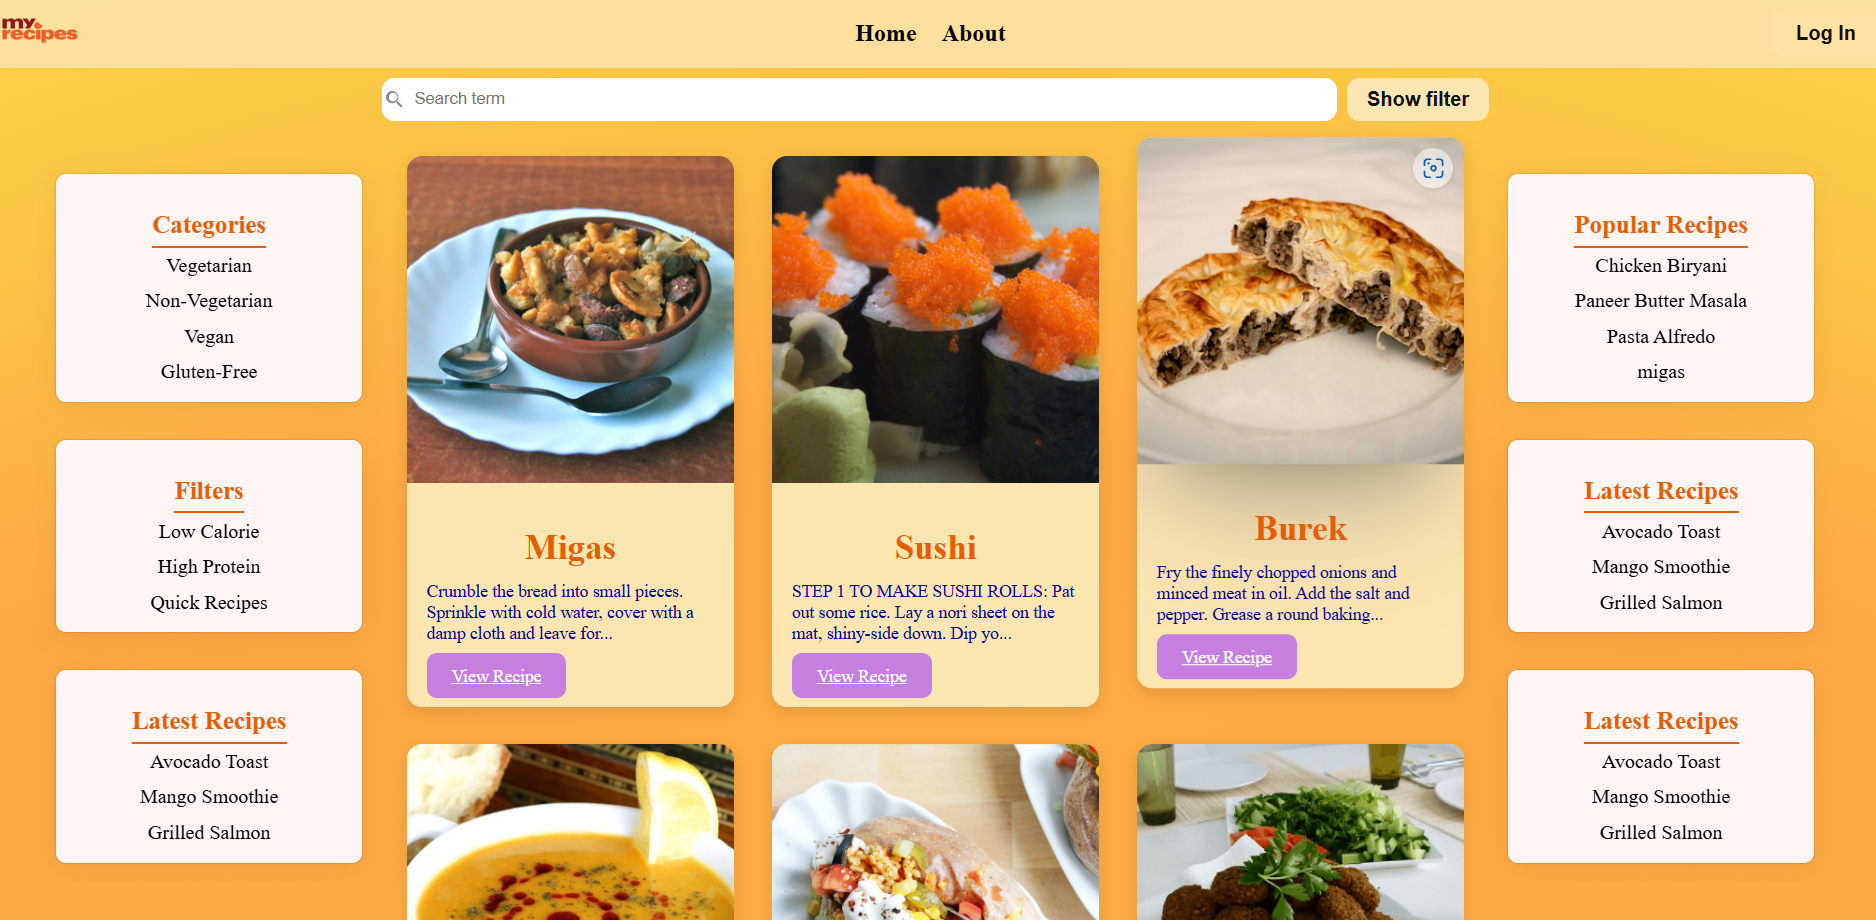 my
recipes
Home About
Log In
Search term
Show filter
Categories
Vegetarian
Non-Vegetarian
Vegan
Gluten-Free
Filters
Low Calorie
High Protein
Quick Recipes
Latest Recipes
Avocado Toast
Mango Smoothie
Grilled Salmon
Migas
Crumble the bread into small pieces.
Sprinkle with cold water, cover with a
damp cloth and leave for...
View Recipe
Sushi
STEP 1 TO MAKE SUSHI ROLLS: Pat
out some rice. Lay a nori sheet on the
mat, shiny-side down. Dip yo...
View Recipe
Burek
Fry the finely chopped onions and
minced meat in oil. Add the salt and
pepper. Grease a round baking...
View Recipe
Popular Recipes
Chicken Biryani
Paneer Butter Masala
Pasta Alfredo
migas
Latest Recipes
Avocado Toast
Mango Smoothie
Grilled Salmon
Latest Recipes
Avocado Toast
Mango Smoothie
Grilled Salmon